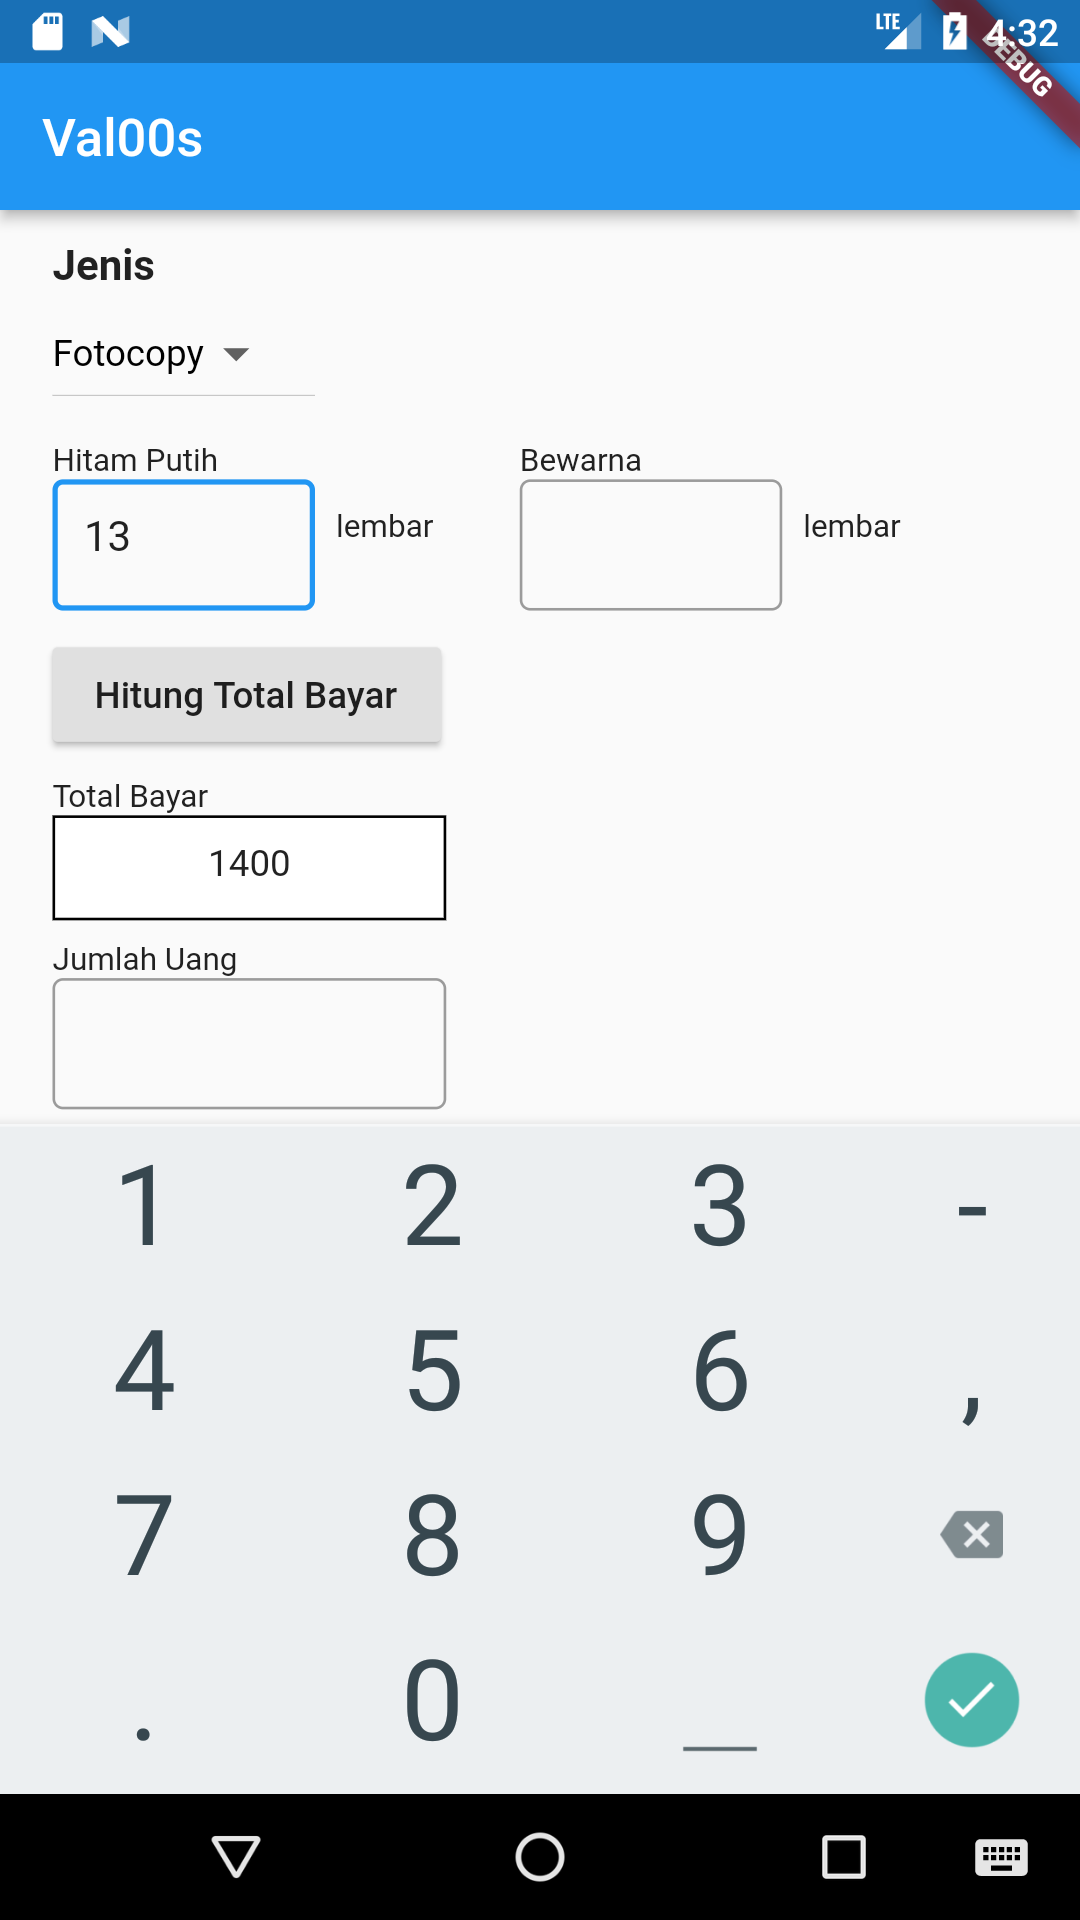 LTE 4:32
DEBUG
Val00s
Jenis
Fotocopy
Hitam Putih Bewarna
13 lembar lembar
Hitung Total Bayar
Total Bayar
1400
Jumlah Uang
1 2 3 -
4 5 6 ,
7 8 9
. 0 _